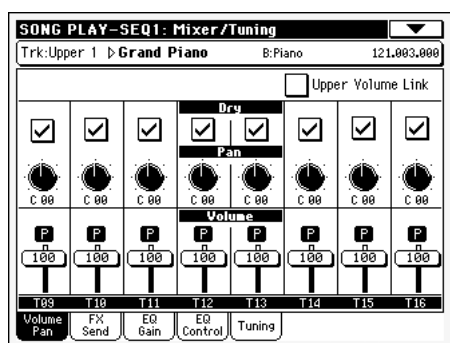 SONG PLAY-SEQ1: Mixer/Tuning
Trk:Upper 1 Grand Piano B:Piano 121.003.000
Upper Volume Link
Dry
Pan
C 00 C 00 C 00 C 00 C 00 C 00 C 00 C 00
Volume
P P P P P P P P
100 100 100 100 100 100 100 100
T09 T10 T11 T12 T13 T14 T15 T16
Volume Pan FX Send EQ Gain EQ Control Tuning